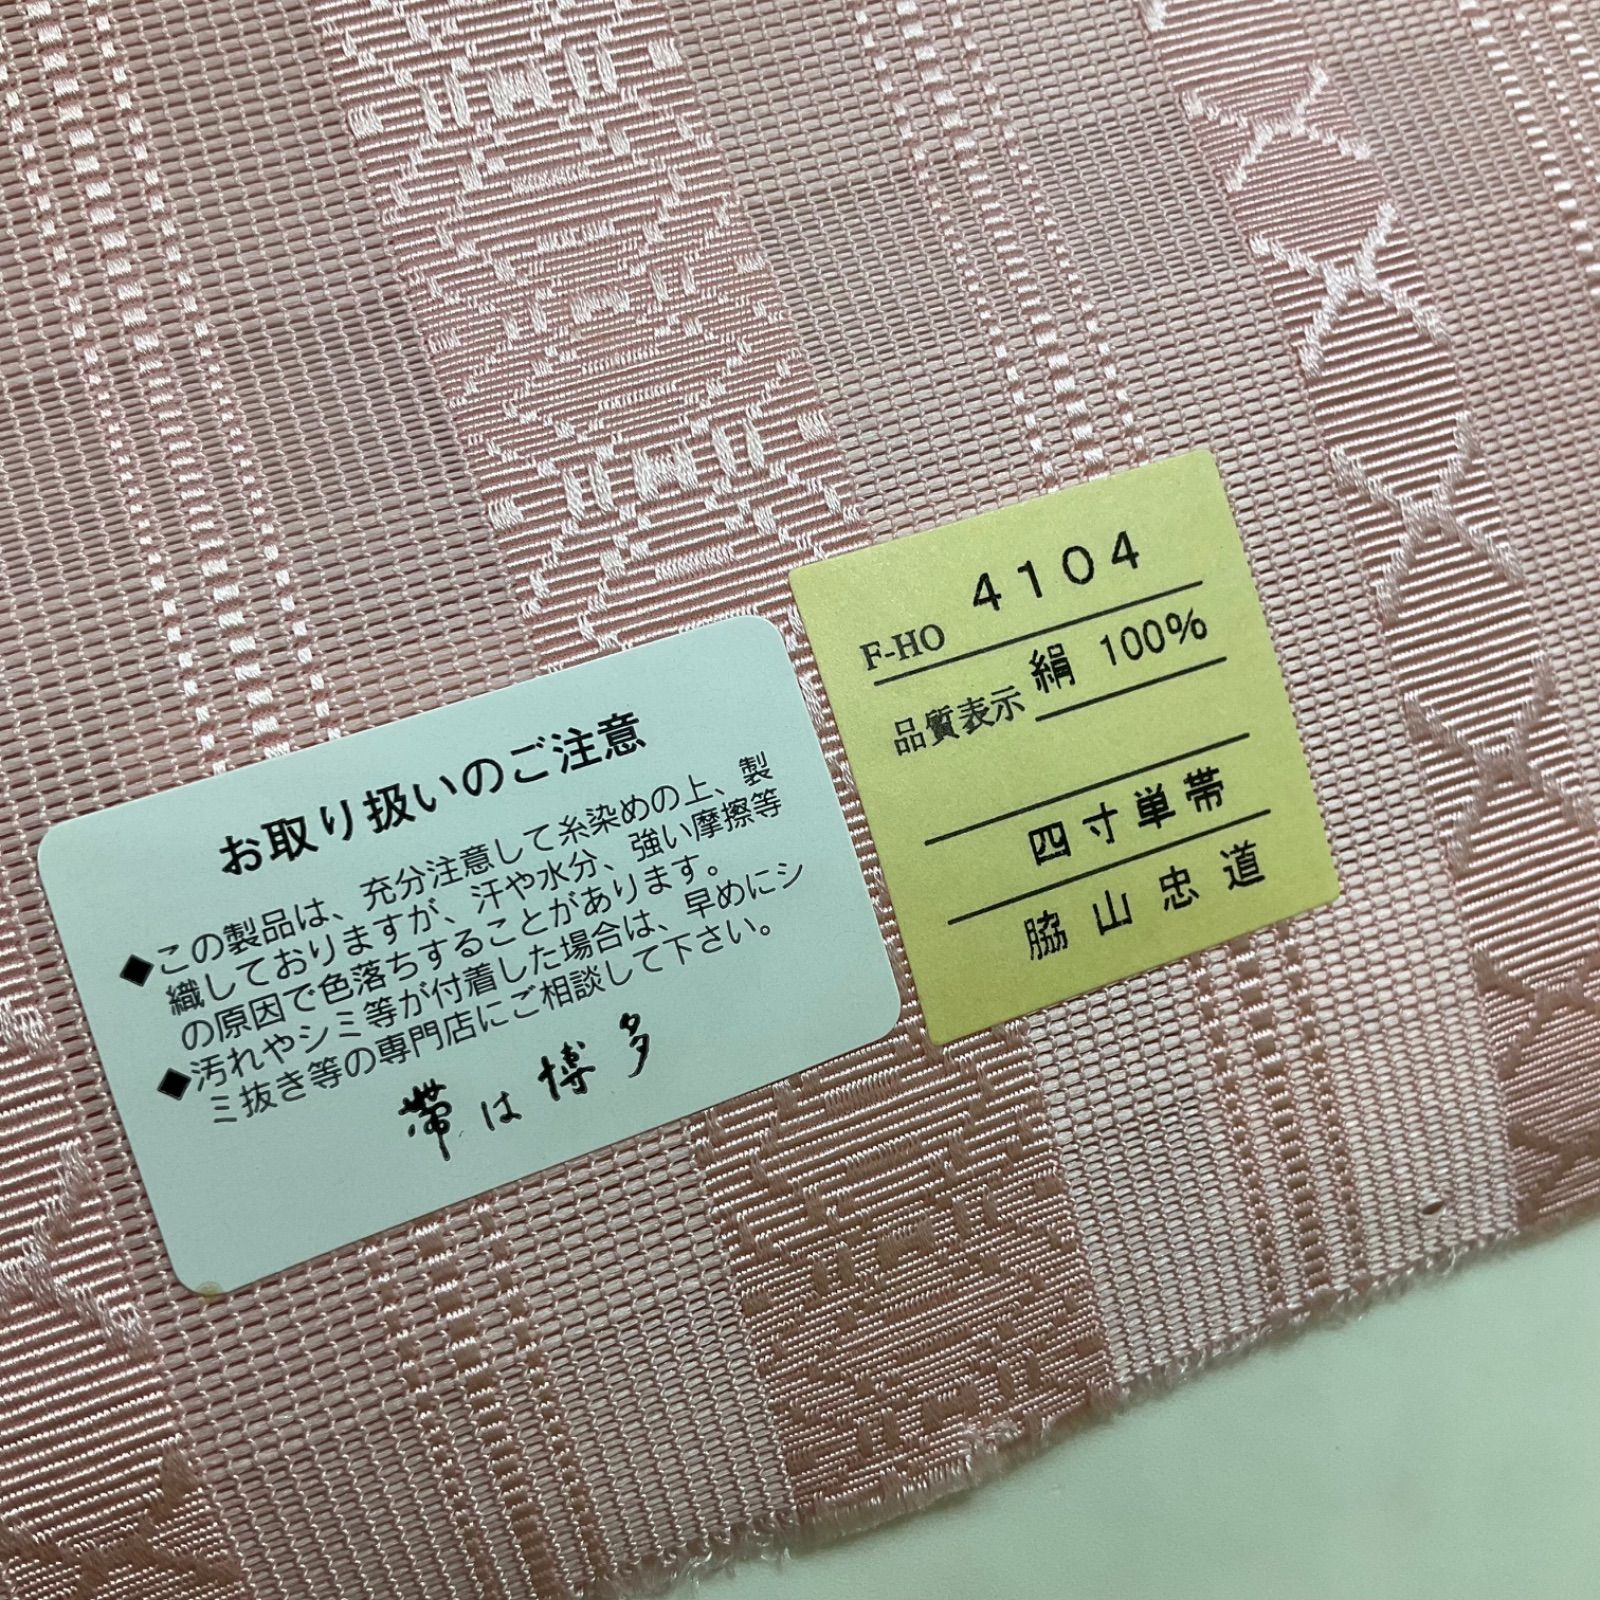 お取り扱いのご注意
◆この製品は、充分注意して糸染めの上、製
織しておりますが、汗や水分、強い摩擦等
の原因で色落ちすることがあります。
◆汚れやシミ等が付着した場合は、早めにシ
ミ抜き等の専門店にご相談して下さい。
帯は博多
F-HO 4104
品質表示 絹 100%
四寸単帯
脇山忠道